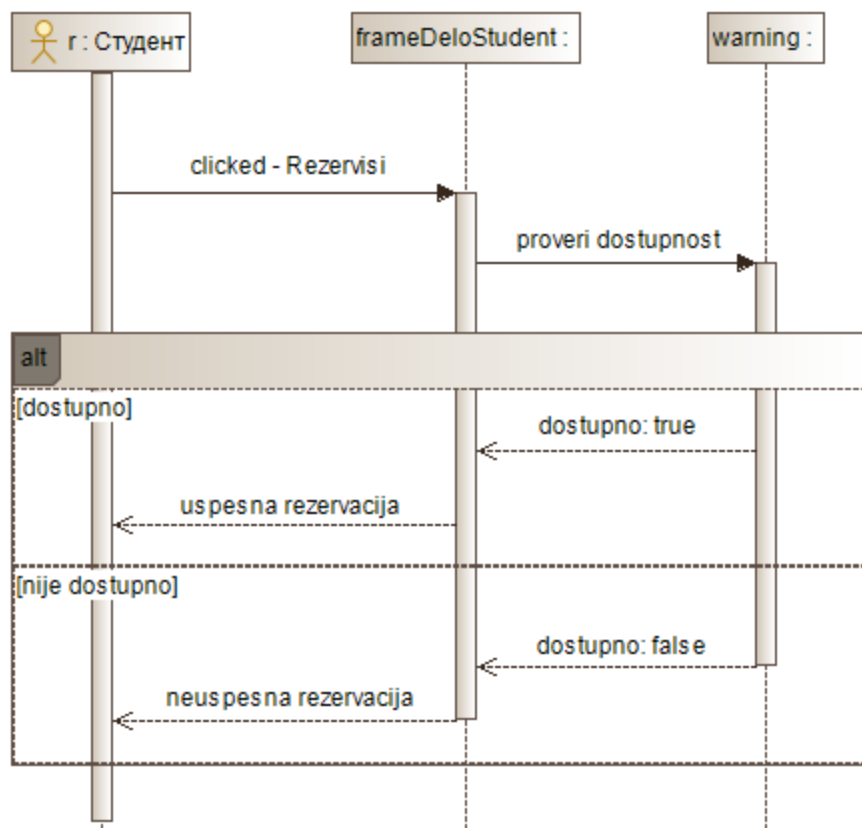 r : Студент
frameDeloStudent :
warning :
clicked - Rezervisi
proveri dostupnost
alt
[dostupno]
dostupno: true
uspesna rezervacija
[nije dostupno]
dostupno: false
neuspesna rezervacija